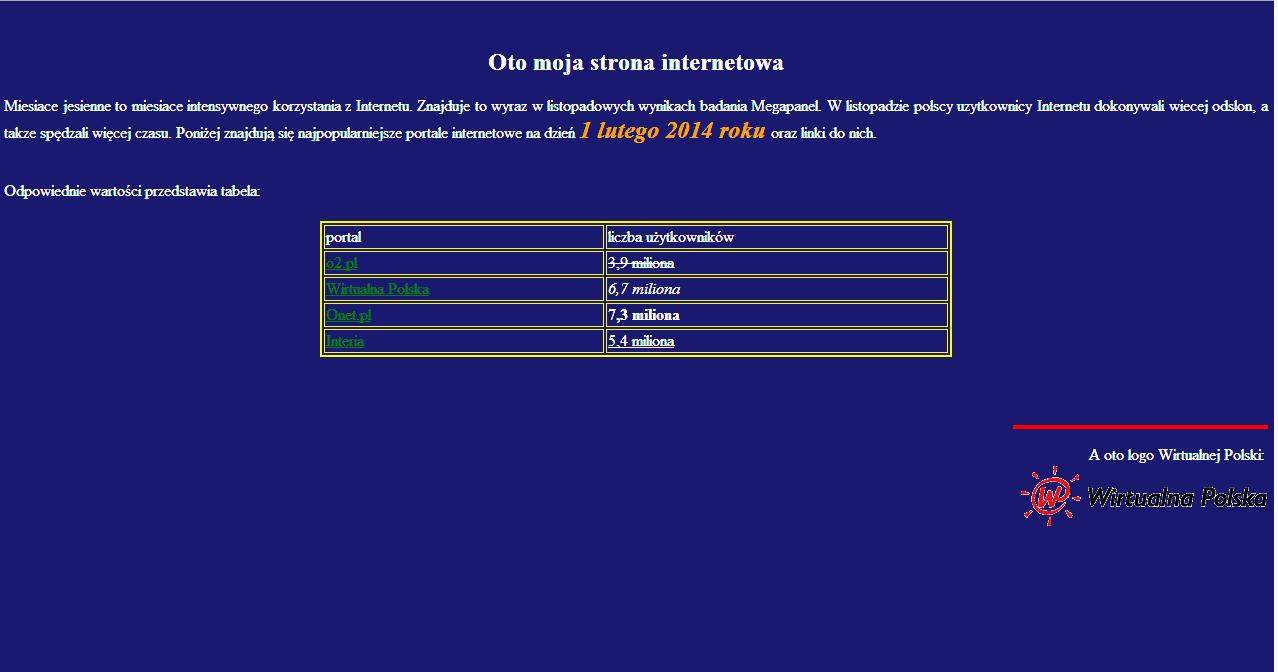 Oto moja strona internetowa
Miesiace jesienne to miesiace intensywnego korzystania z Internetu. Znajduje to wyraz w listopadowych wynikach badania Megapanel. W listopadzie polscy uzytkownicy Internetu dokonywali wiecej odslon, a
takze spędzali więcej czasu. Poniżej znajdują się najpopularniejsze portale internetowe na dzień 1 lutego 2014 roku oraz linki do nich.
Odpowiednie wartości przedstawia tabela:
portal liczba użytkowników
o2.pl 3,9 miliona
Wirtualna Polska 6,7 miliona
Onet.pl 7,3 miliona
Interia 5,4 miliona
A oto logo Wirtualnej Polski:
W Wirtualna Polska